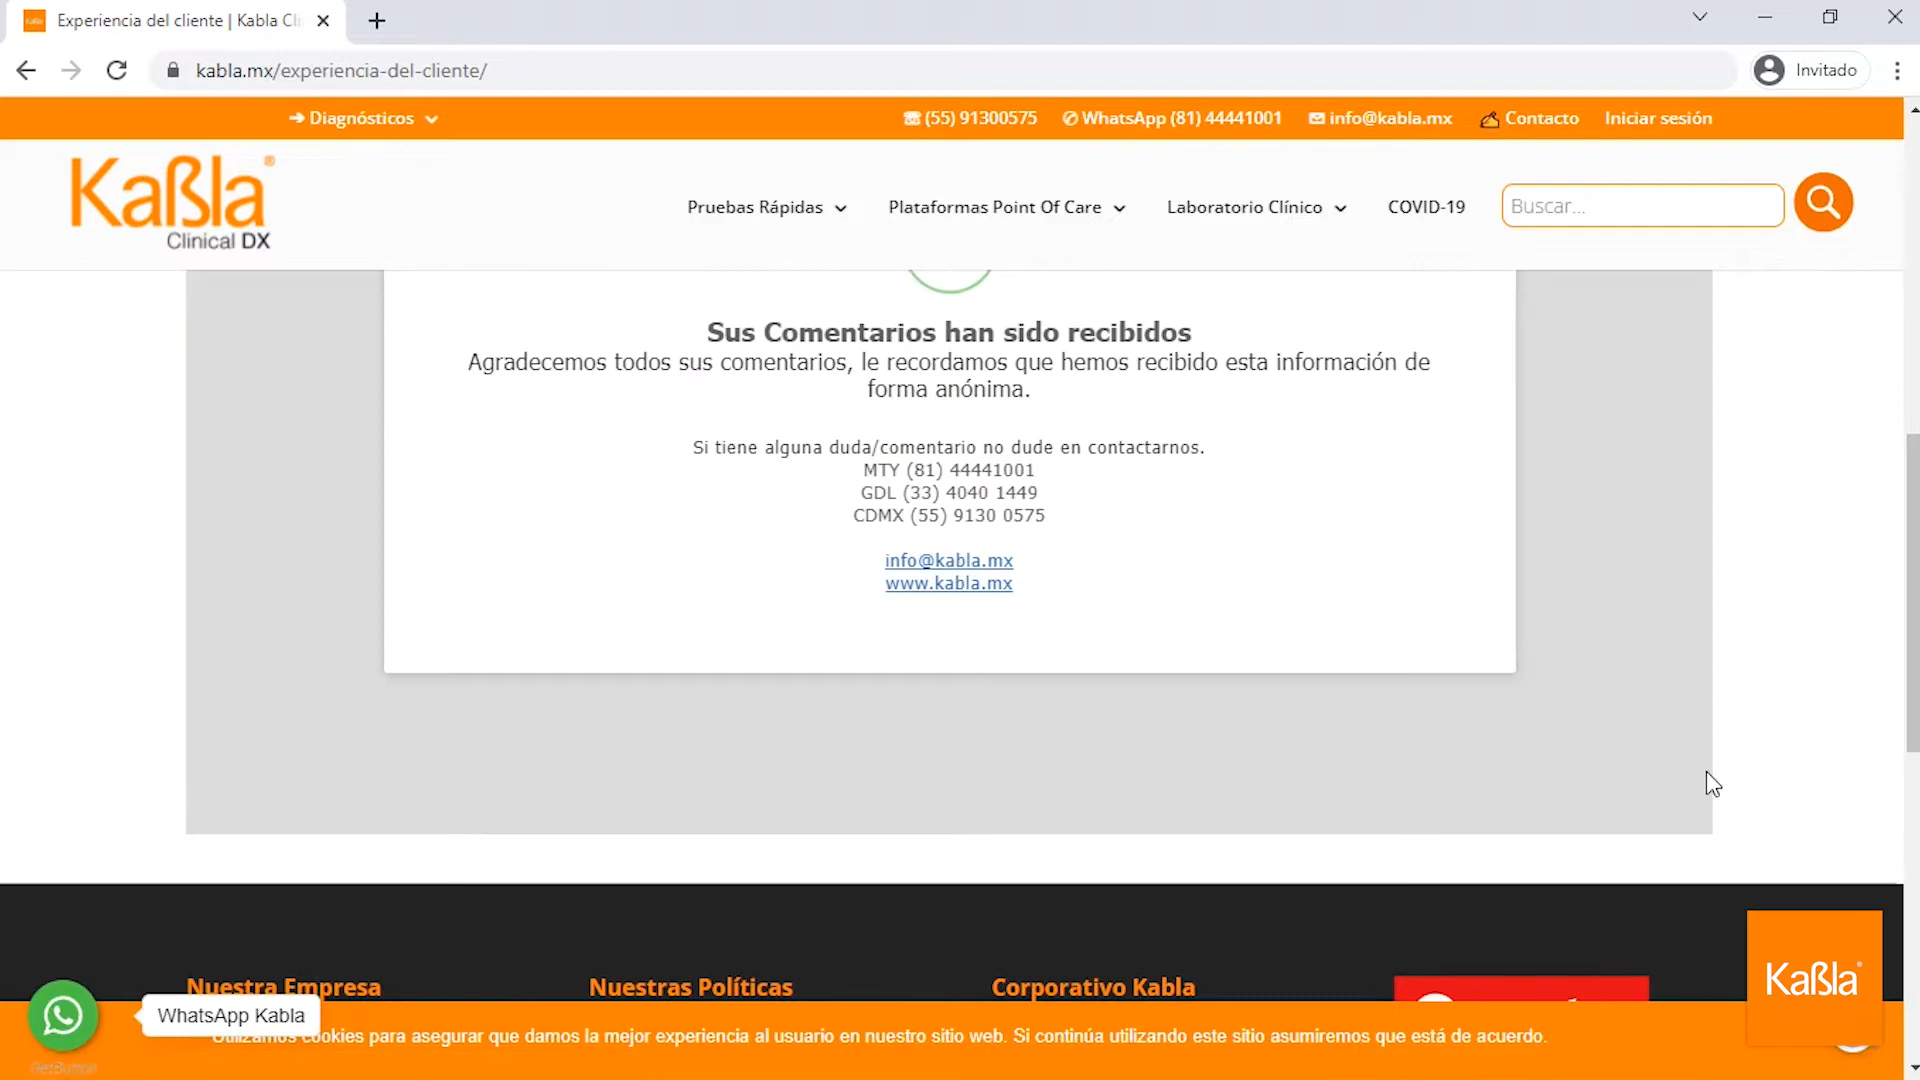 Experiencia del cliente | Kabla Cli
kabla.mx/experiencia-del-cliente/
Invitado
➔ Diagnósticos
(55) 91300575
WhatsApp (81) 44441001
info@kabla.mx
Contacto
Iniciar sesión
Kaßla®
Clinical DX
Pruebas Rápidas
Plataformas Point Of Care
Laboratorio Clínico
COVID-19
Buscar...
Sus Comentarios han sido recibidos
Agradecemos todos sus comentarios, le recordamos que hemos recibido esta información de
forma anónima.
Si tiene alguna duda/comentario no dude en contactarnos.
MTY (81) 44441001
GDL (33) 4040 1449
CDMX (55) 9130 0575
info@kabla.mx
www.kabla.mx
Nuestra Empresa
Nuestras Políticas
Corporativo Kabla
Kaßla
WhatsApp Kabla
Utilizamos cookies para asegurar que damos la mejor experiencia al usuario en nuestro sitio web. Si continúa utilizando este sitio asumiremos que está de acuerdo.
GetButton